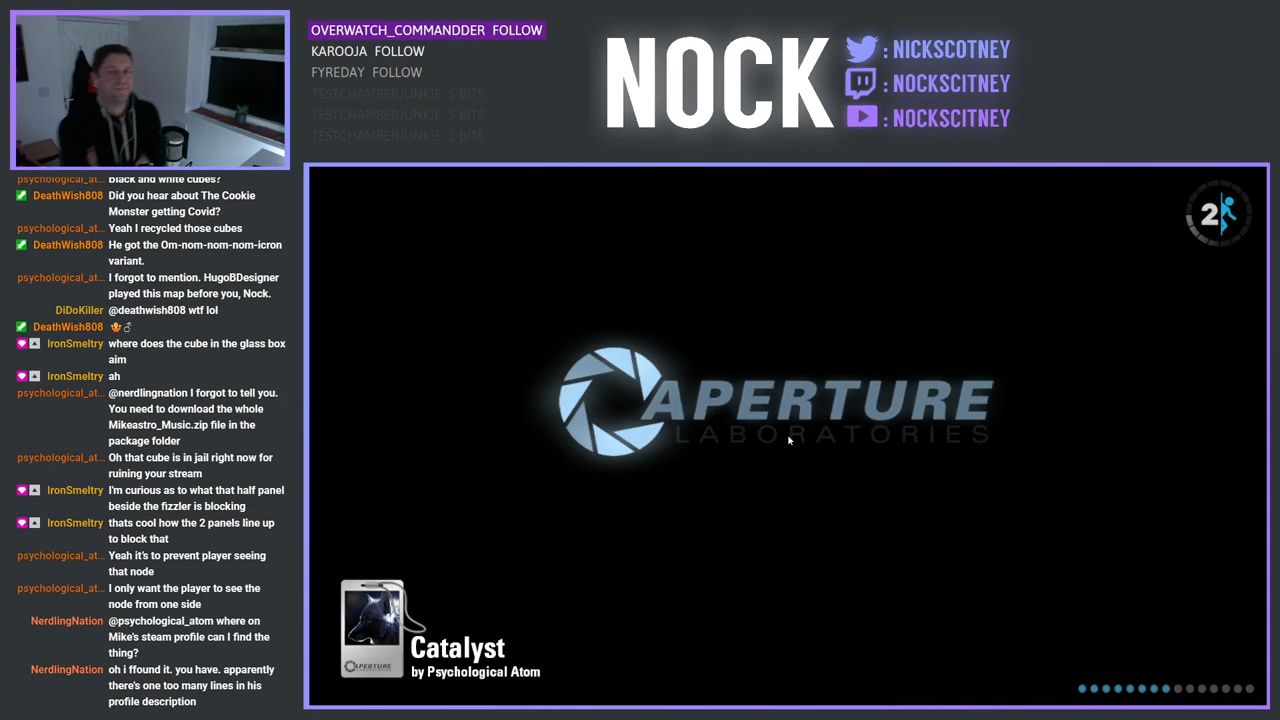 OVERWATCH_COMMANDDER FOLLOW
KAROOJA FOLLOW
FYREDAY FOLLOW
TESTCHAMBERJUNKIE 5 BITS
TESTCHAMBERJUNKIE 5 BITS
TESTCHAMBERJUNKIE 1 BITS
NOCK
: NICKSCOTNEY
: NOCKSCITNEY
: NOCKSCITNEY
psychological_at... Black and white cubes?
DeathWish808 Did you hear about The Cookie
Monster getting Covid?
psychological_at... Yeah I recycled those cubes
DeathWish808 He got the Om-nom-nom-nom-icron
variant.
psychological_at... I forgot to mention. HugoBDesigner
played this map before you, Nock.
DiDoKiller @deathwish808 wtf lol
DeathWish808 🤷♂
IronSmeltry where does the cube in the glass box
aim
IronSmeltry ah
psychological_at... @nerdlingnation I forgot to tell you.
You need to download the whole
Mikeastro_Music.zip file in the
package folder
psychological_at... Oh that cube is in jail right now for
ruining your stream
IronSmeltry I'm curious as to what that half panel
beside the fizzler is blocking
IronSmeltry thats cool how the 2 panels line up
to block that
psychological_at... Yeah it's to prevent player seeing
that node
psychological_at... I only want the player to see the
node from one side
NerdlingNation @psychological_atom where on
Mike's steam profile can I find the
thing?
NerdlingNation oh i ffound it. you have. apparently
there's one too many lines in his
profile description
2
APERTURE
LABORATORIES
APERTURE
Catalyst
by Psychological Atom